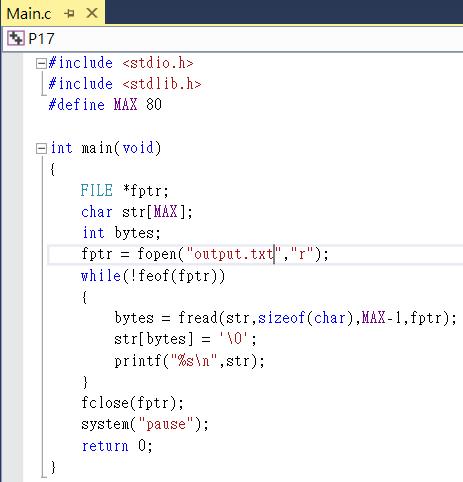 Main.c
P17
#include <stdio.h>
#include <stdlib.h>
#define MAX 80
int main(void)
{
FILE *fptr;
char str[MAX];
int bytes;
fptr = fopen("output.txt","r");
while(!feof(fptr))
{
bytes = fread(str,sizeof(char),MAX-1,fptr);
str[bytes] = '\0';
printf("%s\n",str);
}
fclose(fptr);
system("pause");
return 0;
}